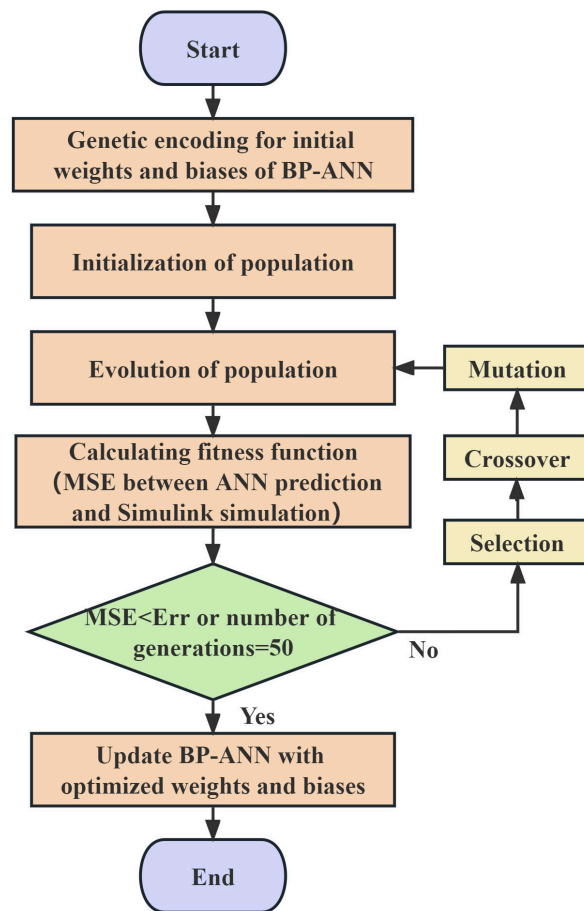 Start
Genetic encoding for initial
weights and biases of BP-ANN
Initialization of population
Evolution of population
Mutation
Calculating fitness function
(MSE between ANN prediction
and Simulink simulation)
Crossover
Selection
MSE<Err or number of
generations=50
No
Yes
Update BP-ANN with
optimized weights and biases
End